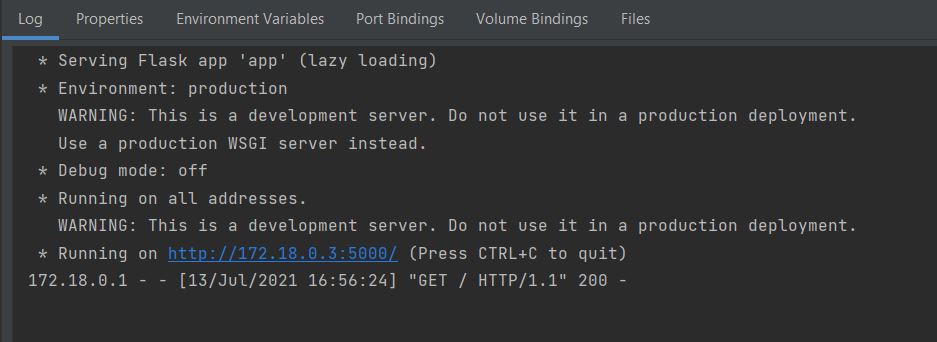 Log Properties Environment Variables Port Bindings Volume Bindings Files
* Serving Flask app 'app' (lazy loading)
* Environment: production
WARNING: This is a development server. Do not use it in a production deployment.
Use a production WSGI server instead.
* Debug mode: off
* Running on all addresses.
WARNING: This is a development server. Do not use it in a production deployment.
* Running on http://172.18.0.3:5000/ (Press CTRL+C to quit)
172.18.0.1 - - [13/Jul/2021 16:56:24] "GET / HTTP/1.1" 200 -